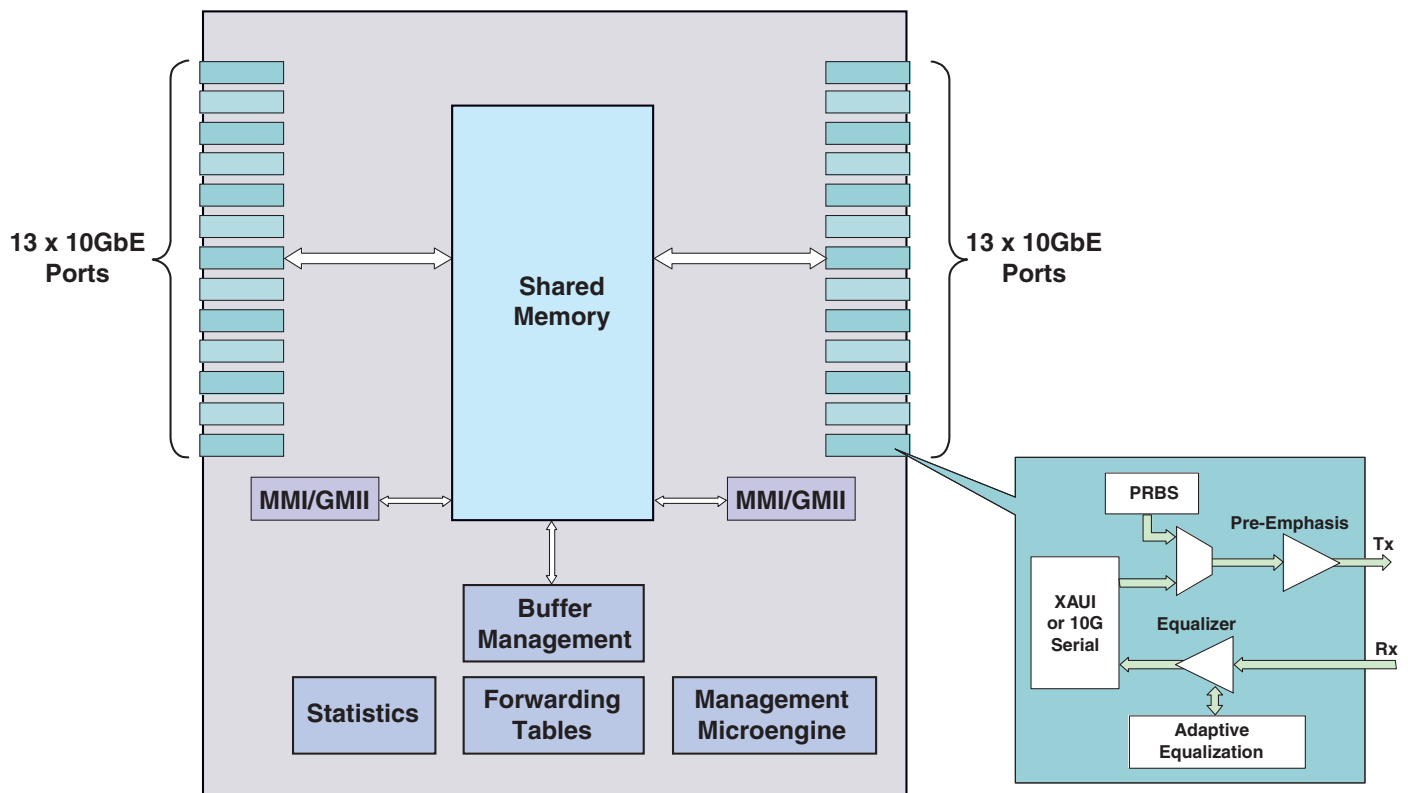 13 x 10GbE
Ports
Shared
Memory
13 x 10GbE
Ports
MMI/GMII
MMI/GMII
Buffer
Management
Statistics
Forwarding
Tables
Management
Microengine
PRBS
Pre-Emphasis
Tx
XAUI
or 10G
Serial
Equalizer
Rx
Adaptive
Equalization